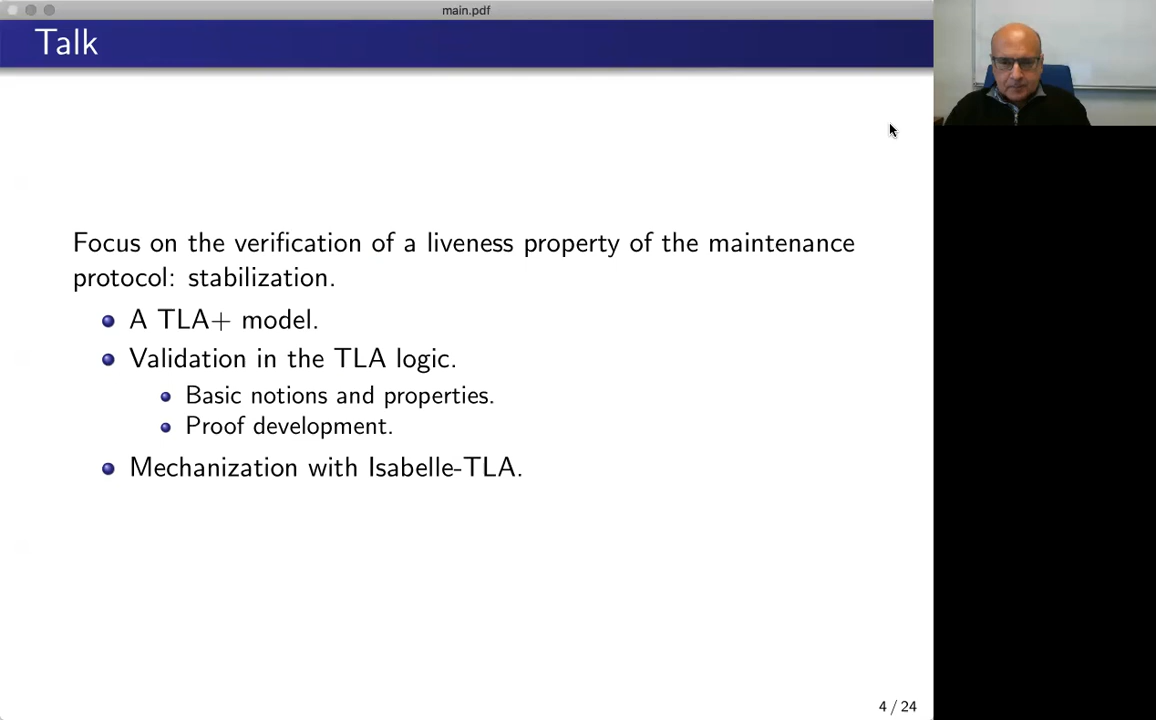 main.pdf
Talk
Focus on the verification of a liveness property of the maintenance
protocol: stabilization.
A TLA+ model.
Validation in the TLA logic.
Basic notions and properties.
Proof development.
Mechanization with Isabelle-TLA.
4 / 24